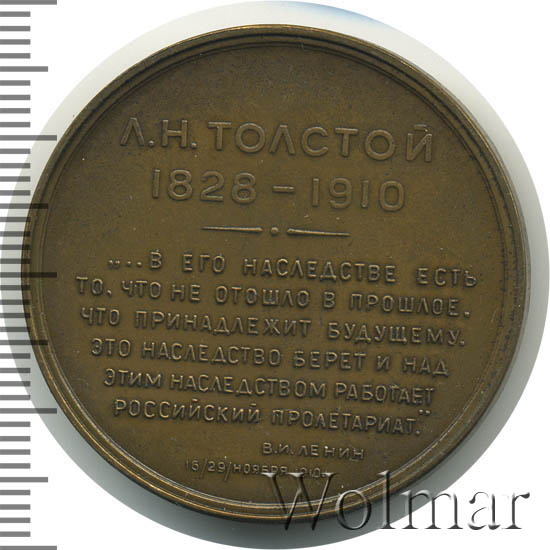 Л.Н. ТОЛСТОЙ
1828 – 1910
„... В ЕГО НАСЛЕДСТВЕ ЕСТЬ
ТО, ЧТО НЕ ОТОШЛО В ПРОШЛОЕ,
ЧТО ПРИНАДЛЕЖИТ БУДУЩЕМУ.
ЭТО НАСЛЕДСТВО БЕРЕТ И НАД
ЭТИМ НАСЛЕДСТВОМ РАБОТАЕТ
РОССИЙСКИЙ ПРОЛЕТАРИАТ."
В.И. ЛЕНИН
16/29/НОЯБРЯ 1910г.
Wolmar